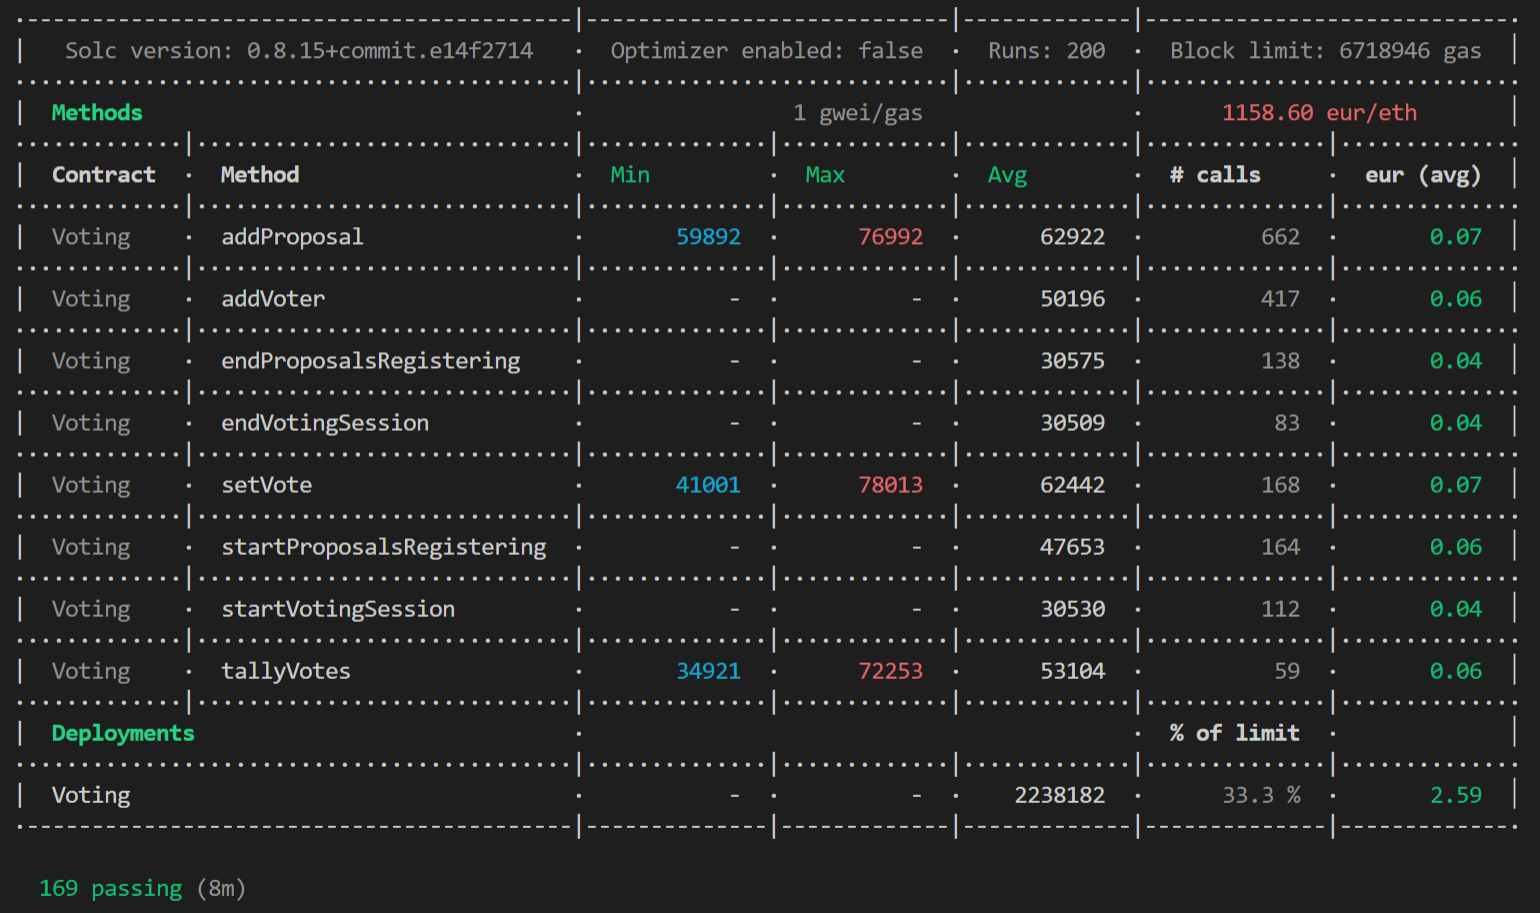 Solc version: 0.8.15+commit.e14f2714 · Optimizer enabled: false · Runs: 200 · Block limit: 6718946 gas
Methods · 1 gwei/gas · 1158.60 eur/eth
Contract · Method · Min · Max · Avg · # calls · eur (avg)
Voting · addProposal · 59892 · 76992 · 62922 · 662 · 0.07
Voting · addVoter · - · - · 50196 · 417 · 0.06
Voting · endProposalsRegistering · - · - · 30575 · 138 · 0.04
Voting · endVotingSession · - · - · 30509 · 83 · 0.04
Voting · setVote · 41001 · 78013 · 62442 · 168 · 0.07
Voting · startProposalsRegistering · - · - · 47653 · 164 · 0.06
Voting · startVotingSession · - · - · 30530 · 112 · 0.04
Voting · tallyVotes · 34921 · 72253 · 53104 · 59 · 0.06
Deployments · · % of limit ·
Voting · - · - · 2238182 · 33.3 % · 2.59
169 passing (8m)